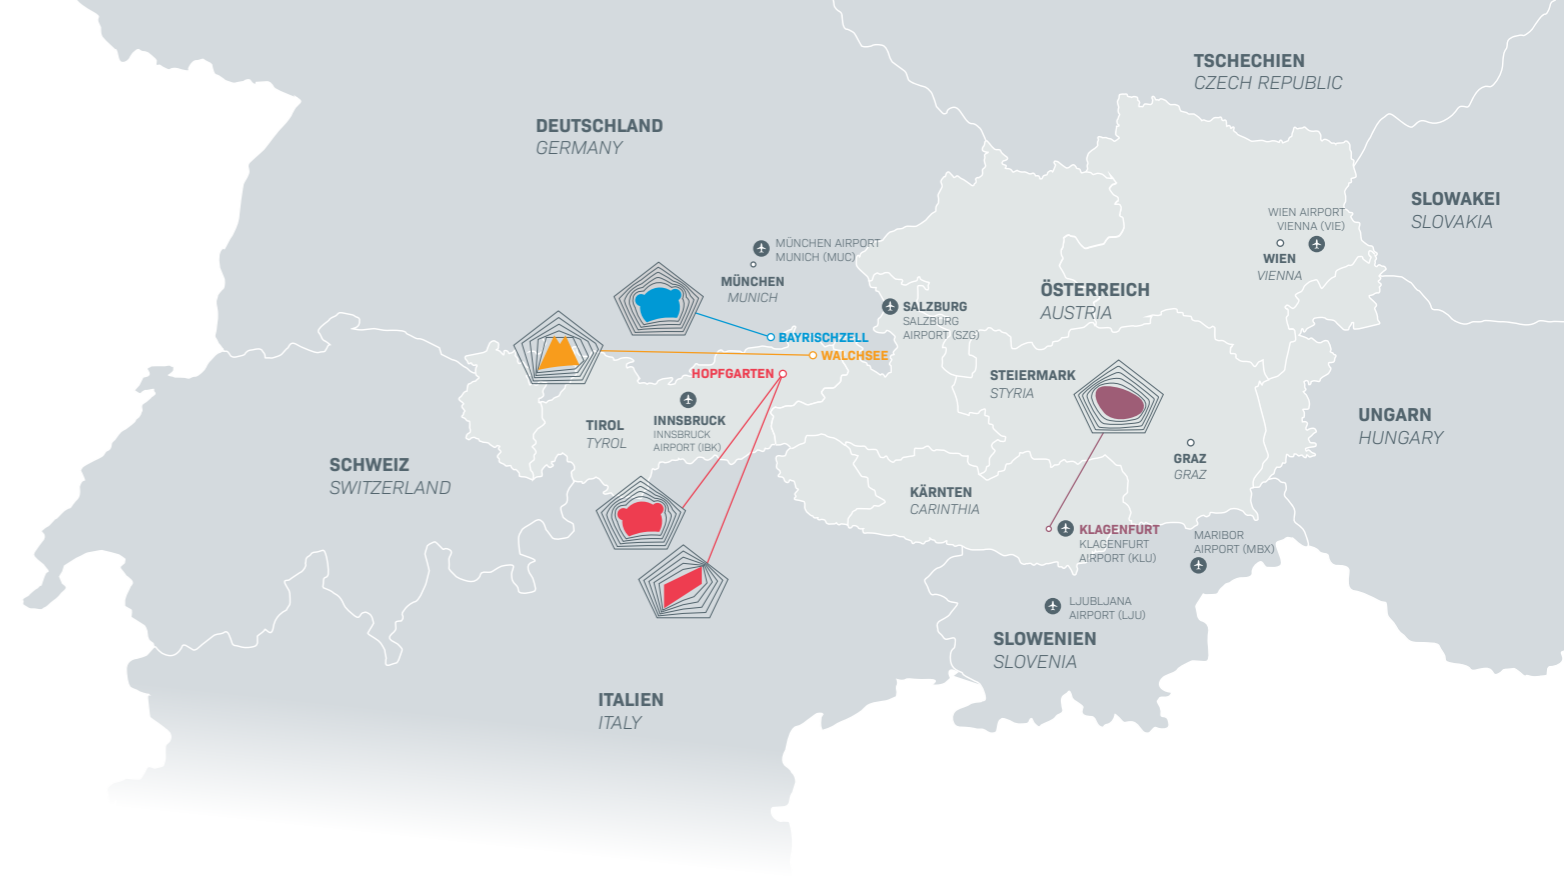 TSCHECHIEN
CZECH REPUBLIC
DEUTSCHLAND
GERMANY
SLOWAKEI
SLOVAKIA
WIEN AIRPORT
VIENNA (VIE)
WIEN
VIENNA
MÜNCHEN AIRPORT
MUNICH (MUC)
MÜNCHEN
MUNICH
ÖSTERREICH
AUSTRIA
SALZBURG
SALZBURG
AIRPORT (SZG)
BAYRISCHZELL
WALCHSEE
HOPFGARTEN
STEIERMARK
STYRIA
TIROL
TYROL
INNSBRUCK
INNSBRUCK
AIRPORT (IBK)
UNGARN
HUNGARY
SCHWEIZ
SWITZERLAND
GRAZ
GRAZ
KÄRNTEN
CARINTHIA
KLAGENFURT
KLAGENFURT
AIRPORT (KLU)
MARIBOR
AIRPORT (MBX)
LJUBLJANA
AIRPORT (LJU)
SLOWENIEN
SLOVENIA
ITALIEN
ITALY